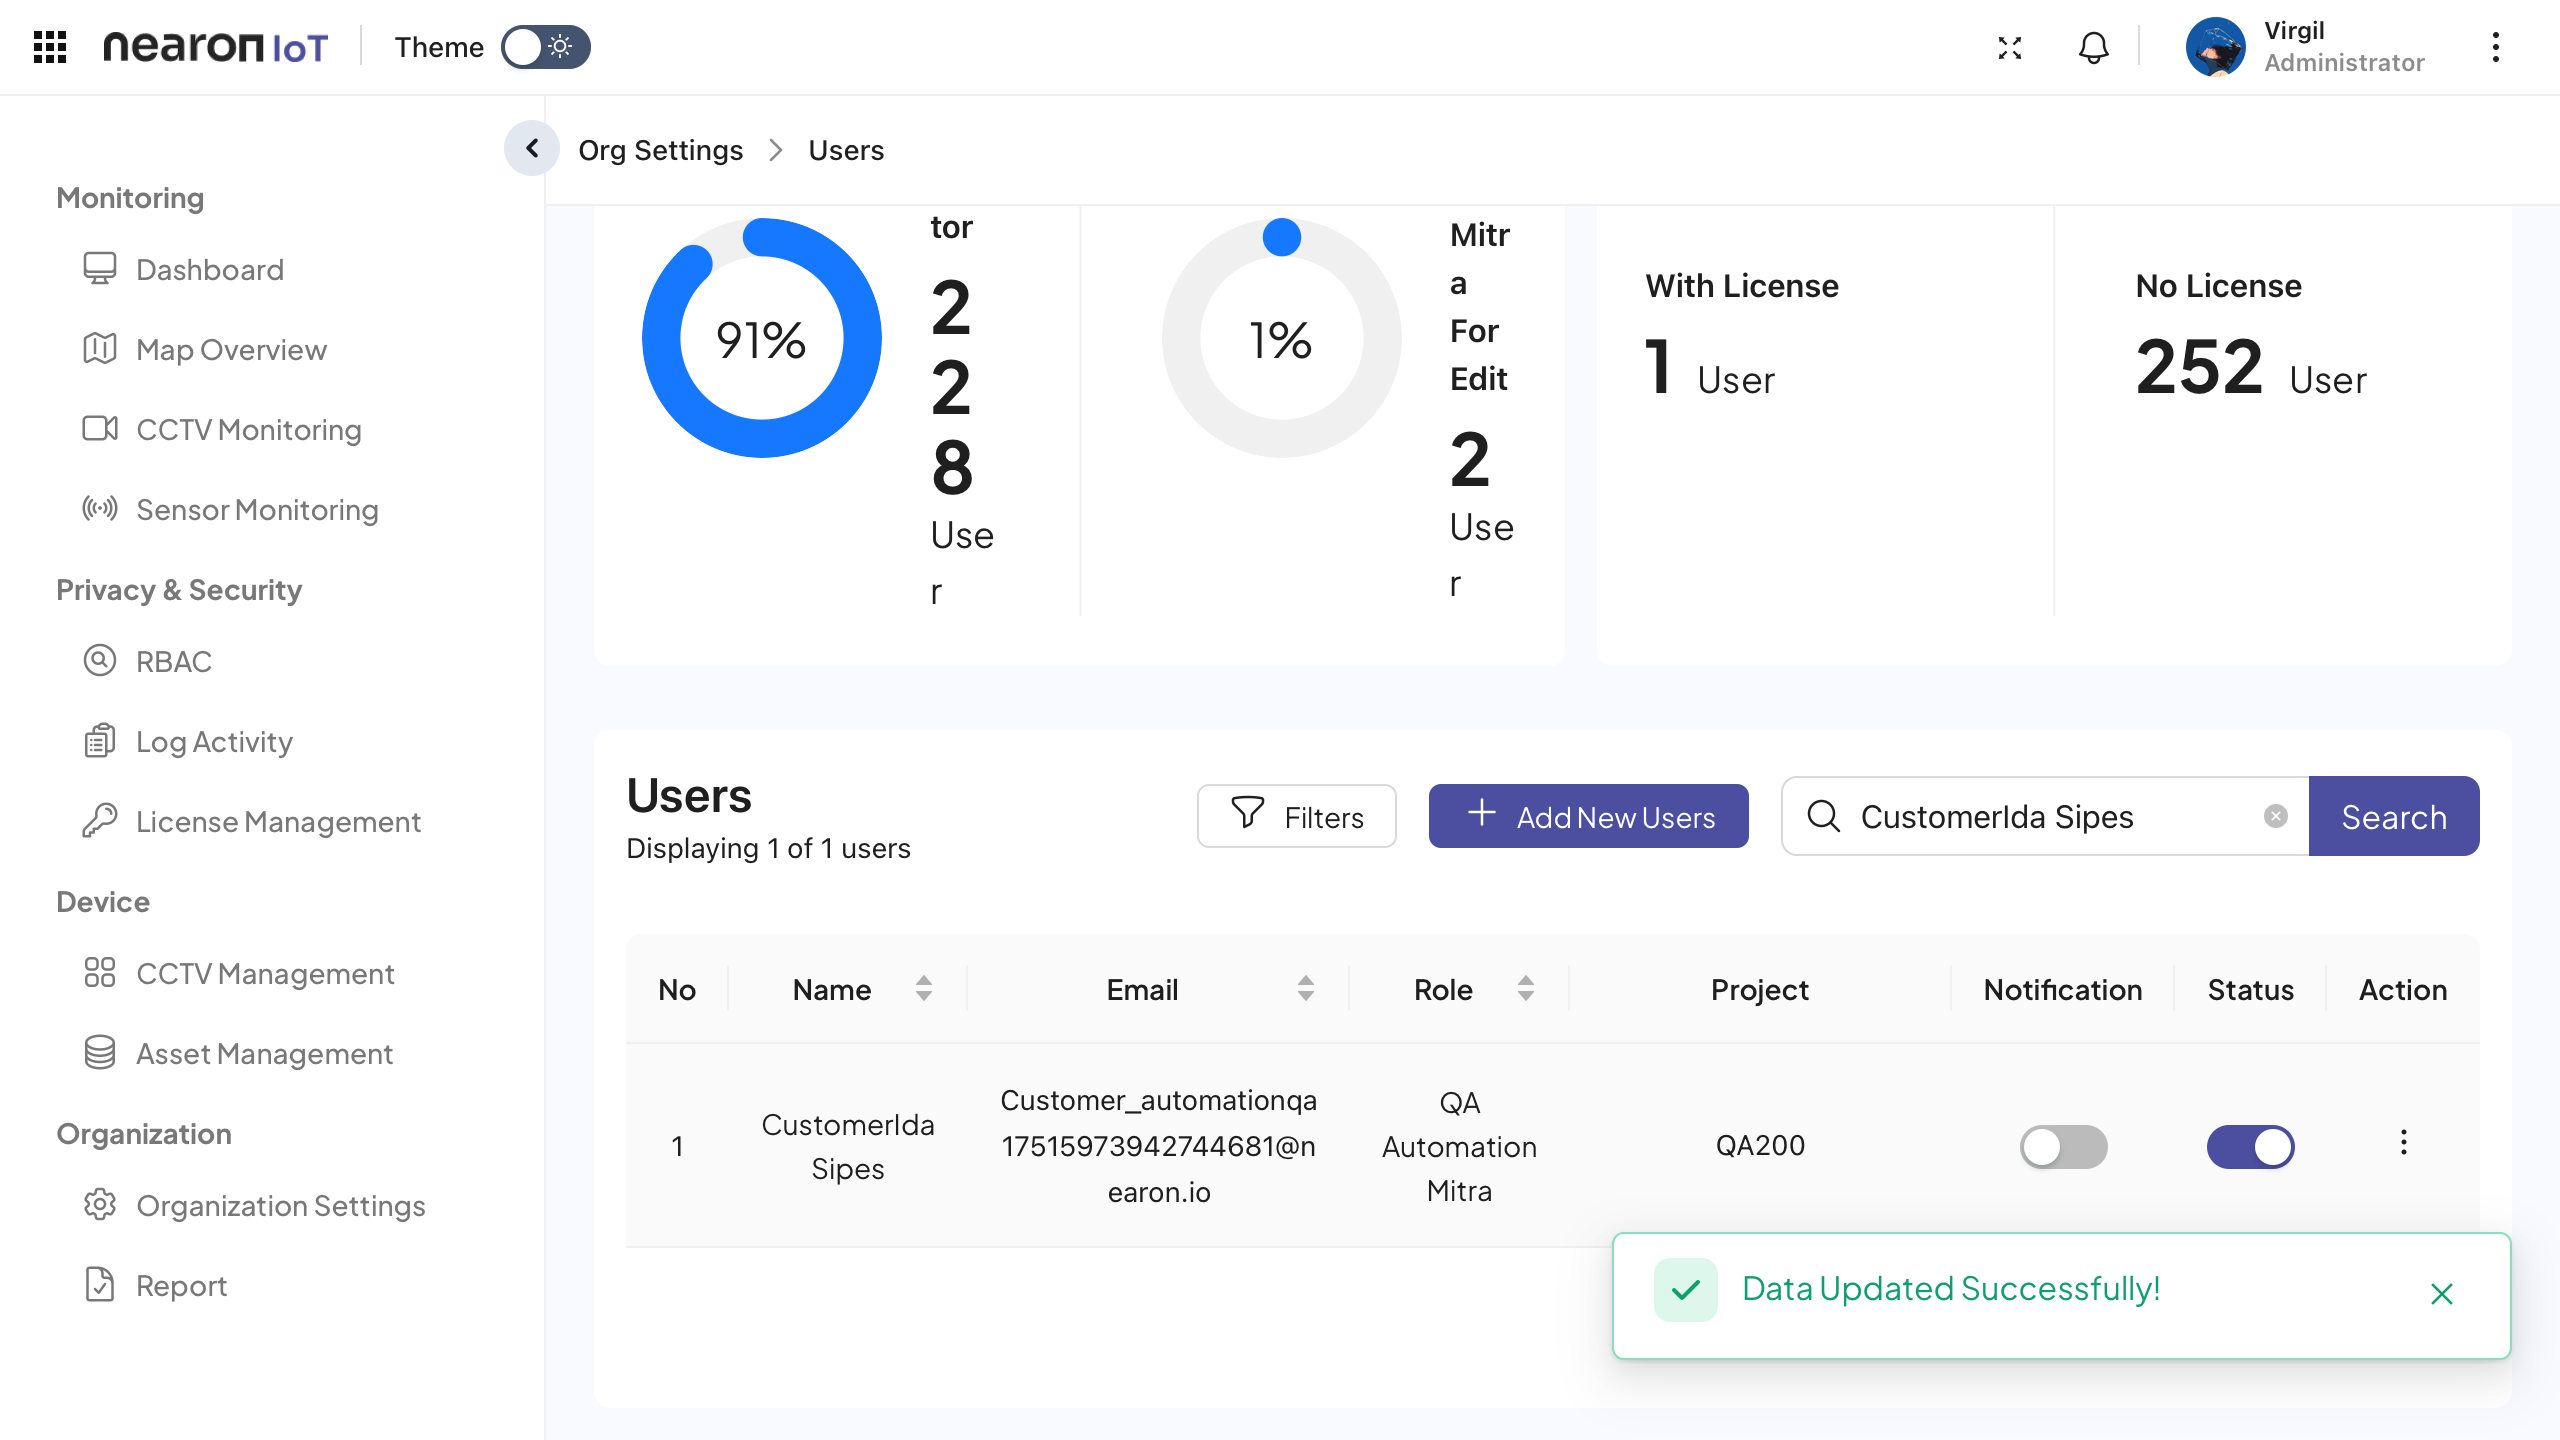 nearon IoT
Theme
Virgil
Administrator
Org Settings > Users
Monitoring
Dashboard
Map Overview
CCTV Monitoring
Sensor Monitoring
Privacy & Security
RBAC
Log Activity
License Management
Device
CCTV Management
Asset Management
Organization
Organization Settings
Report
91%
tor
2
2
8
Use
r
1%
Mitr
a
For
Edit
2
Use
r
With License
1 User
No License
252 User
Users
Displaying 1 of 1 users
Filters
Add New Users
CustomerIda Sipes
Search
No Name Email Role Project Notification Status Action
1
CustomerIda
Sipes
Customer_automationqa
17515973942744681@n
earon.io
QA
Automation
Mitra
QA200
Data Updated Successfully!